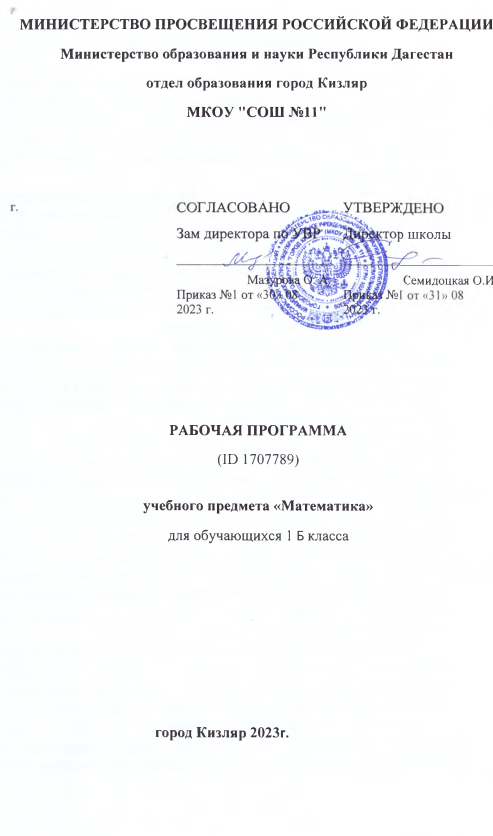 МИНИСТЕРСТВО ПРОСВЕЩЕНИЯ РОССИЙСКОЙ ФЕДЕРАЦИИ
Министерство образования и науки Республики Дагестан
отдел образования город Кизляр
МКОУ "СОШ №11"
г.
СОГЛАСОВАНО УТВЕРЖДЕНО
Зам директора по УВР Директор школы
Мазурова О. А Семидоцкая О.И
Приказ №1 от «30» 08 Приказ №1 от «31» 08
2023 г. 2023 г.
РАБОЧАЯ ПРОГРАММА
(ID 1707789)
учебного предмета «Математика»
для обучающихся 1 Б класса
город Кизляр 2023г.